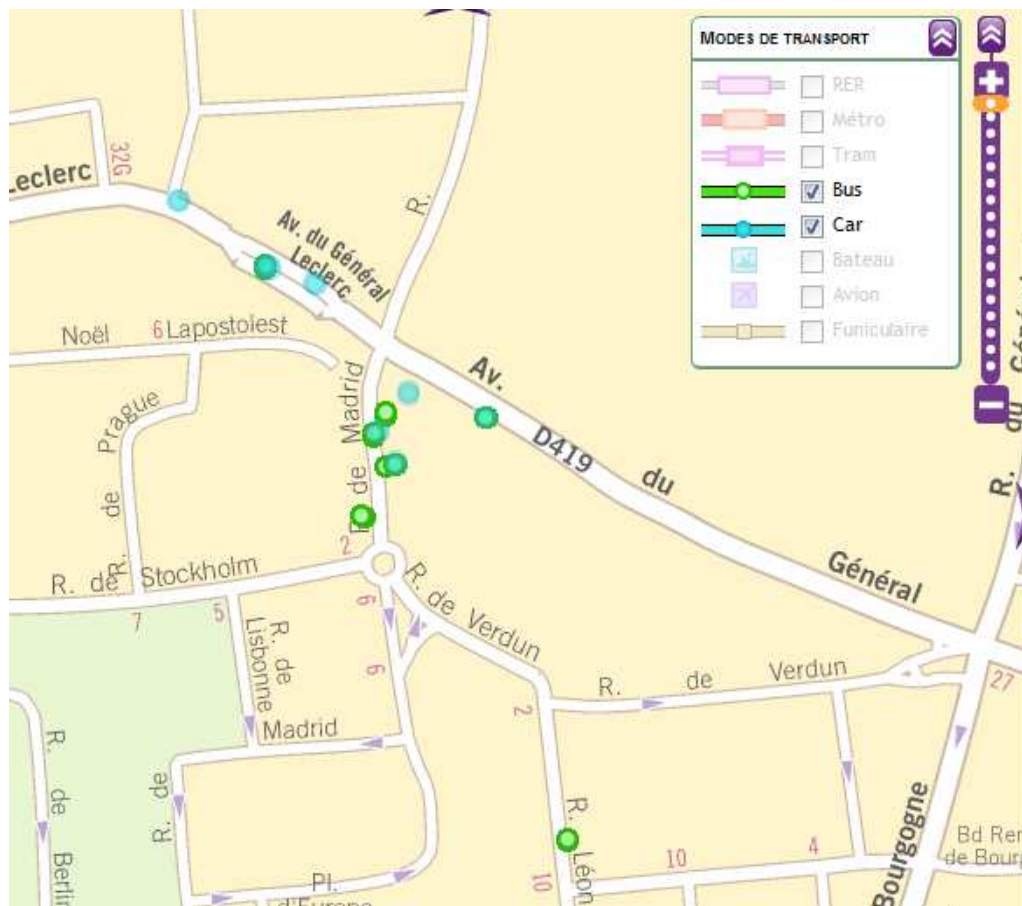 MODES DE TRANSPORT
RER
Métro
Tram
Bus
Car
Bateau
Avion
Funiculaire
32G
Leclerc
R.
Av. du Général
Leclerc
Noël
6
Lapostolest
Av.
D419
du
Général
R. de Madrid
R. de Prague
R. de Stockholm
2
7
5
6
6
R. de Verdun
R. de
Lisbonne
R. de Verdun
2
27
R. du Généra
Madrid
R. de
R. de Berlin
Pl.
d'Europe
R. Léon
10
10
4
Bourgogne
Bd Ren
de Bourg